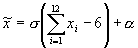 x̃ = σ(∑_{i=1}^{12} x_i − 6) + α